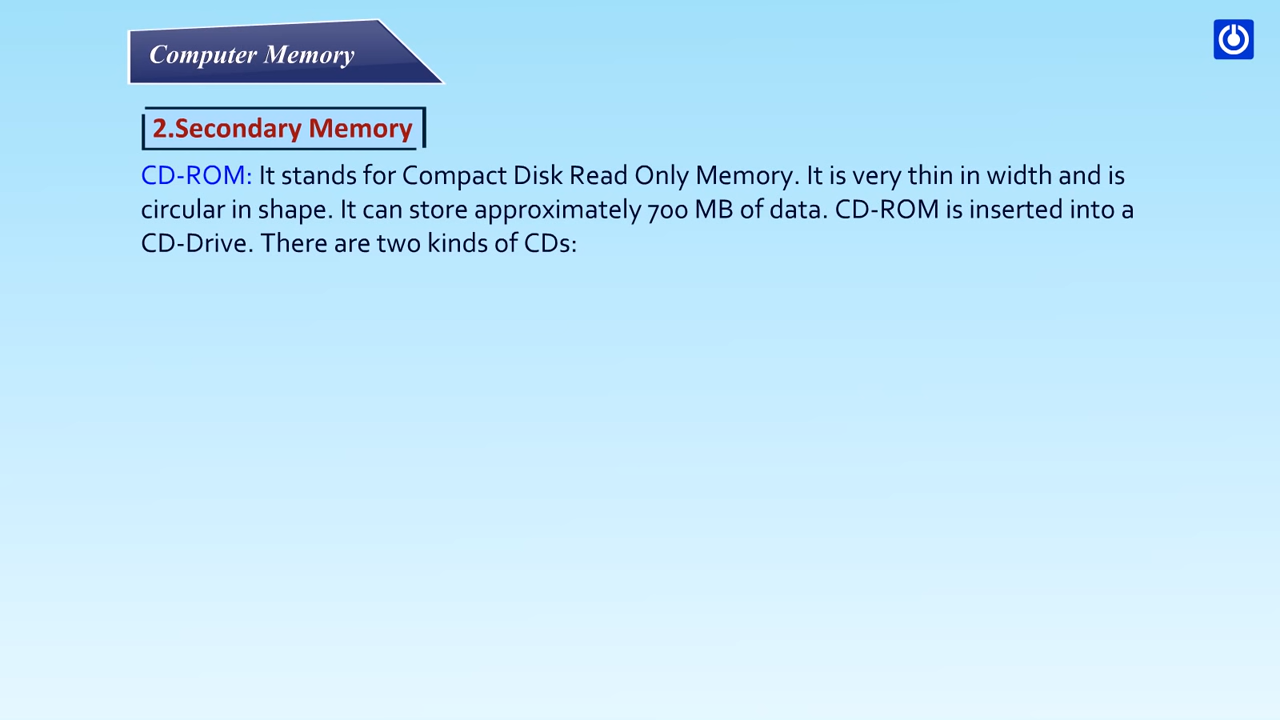 Computer Memory
2.Secondary Memory
CD-ROM: It stands for Compact Disk Read Only Memory. It is very thin in width and is
circular in shape. It can store approximately 700 MB of data. CD-ROM is inserted into a
CD-Drive. There are two kinds of CDs: